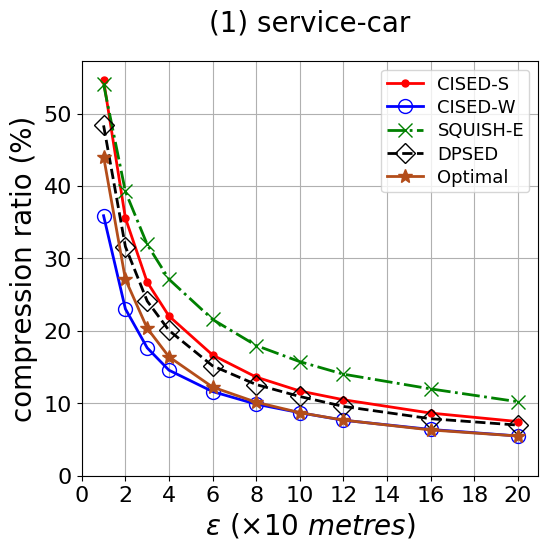 (1) service-car
compression ratio (%)
50
40
30
20
10
0
CISED-S
CISED-W
SQUISH-E
DPSED
Optimal
0 2 4 6 8 10 12 14 16 18 20
ε (×10 metres)